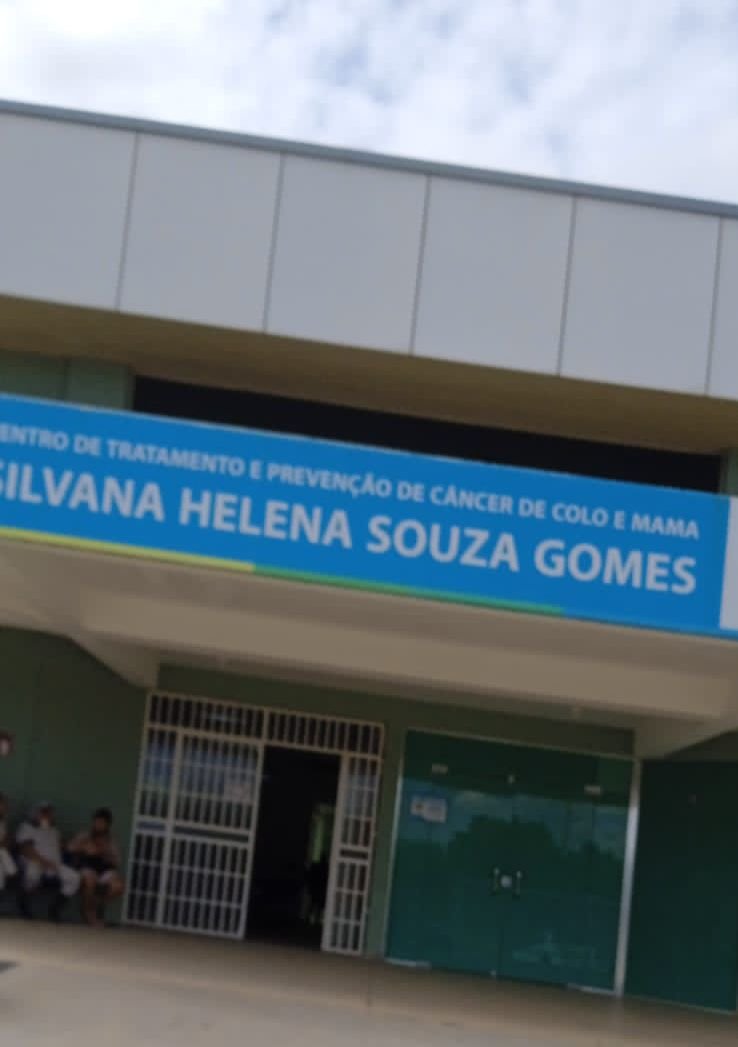 ENTRO DE TRATAMENTO E PREVENÇÃO DE CÂNCER DE COLO E MAMA
SILVANA HELENA SOUZA GOMES